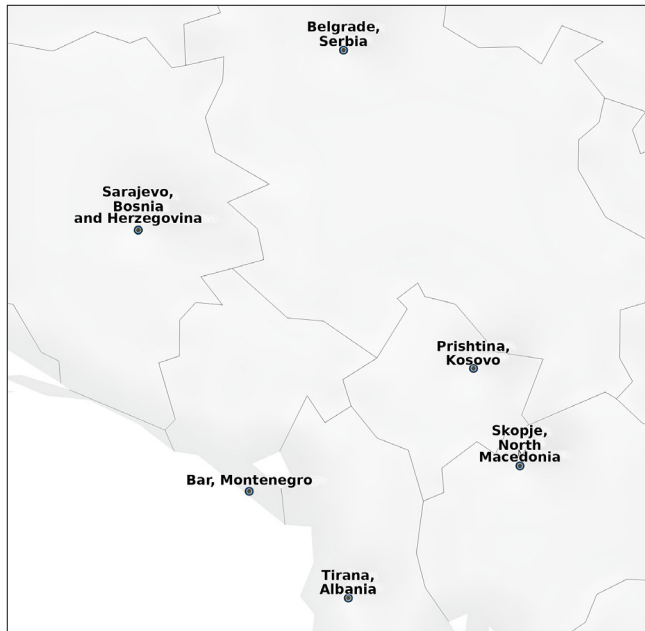 Belgrade,
Serbia
Sarajevo,
Bosnia
and Herzegovina
Prishtina,
Kosovo
Skopje,
North
Macedonia
Bar, Montenegro
Tirana,
Albania